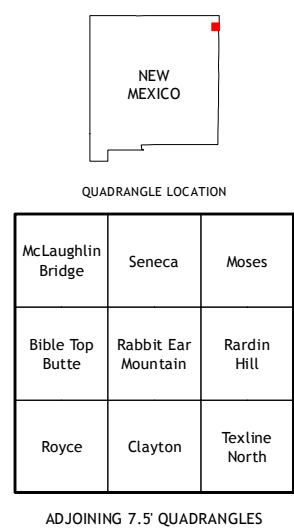 NEW
MEXICO
QUADRANGLE LOCATION
McLaughlin
Bridge
Seneca
Moses
Bible Top
Butte
Rabbit Ear
Mountain
Rardin
Hill
Royce
Clayton
Texline
North
ADJOINING 7.5' QUADRANGLES